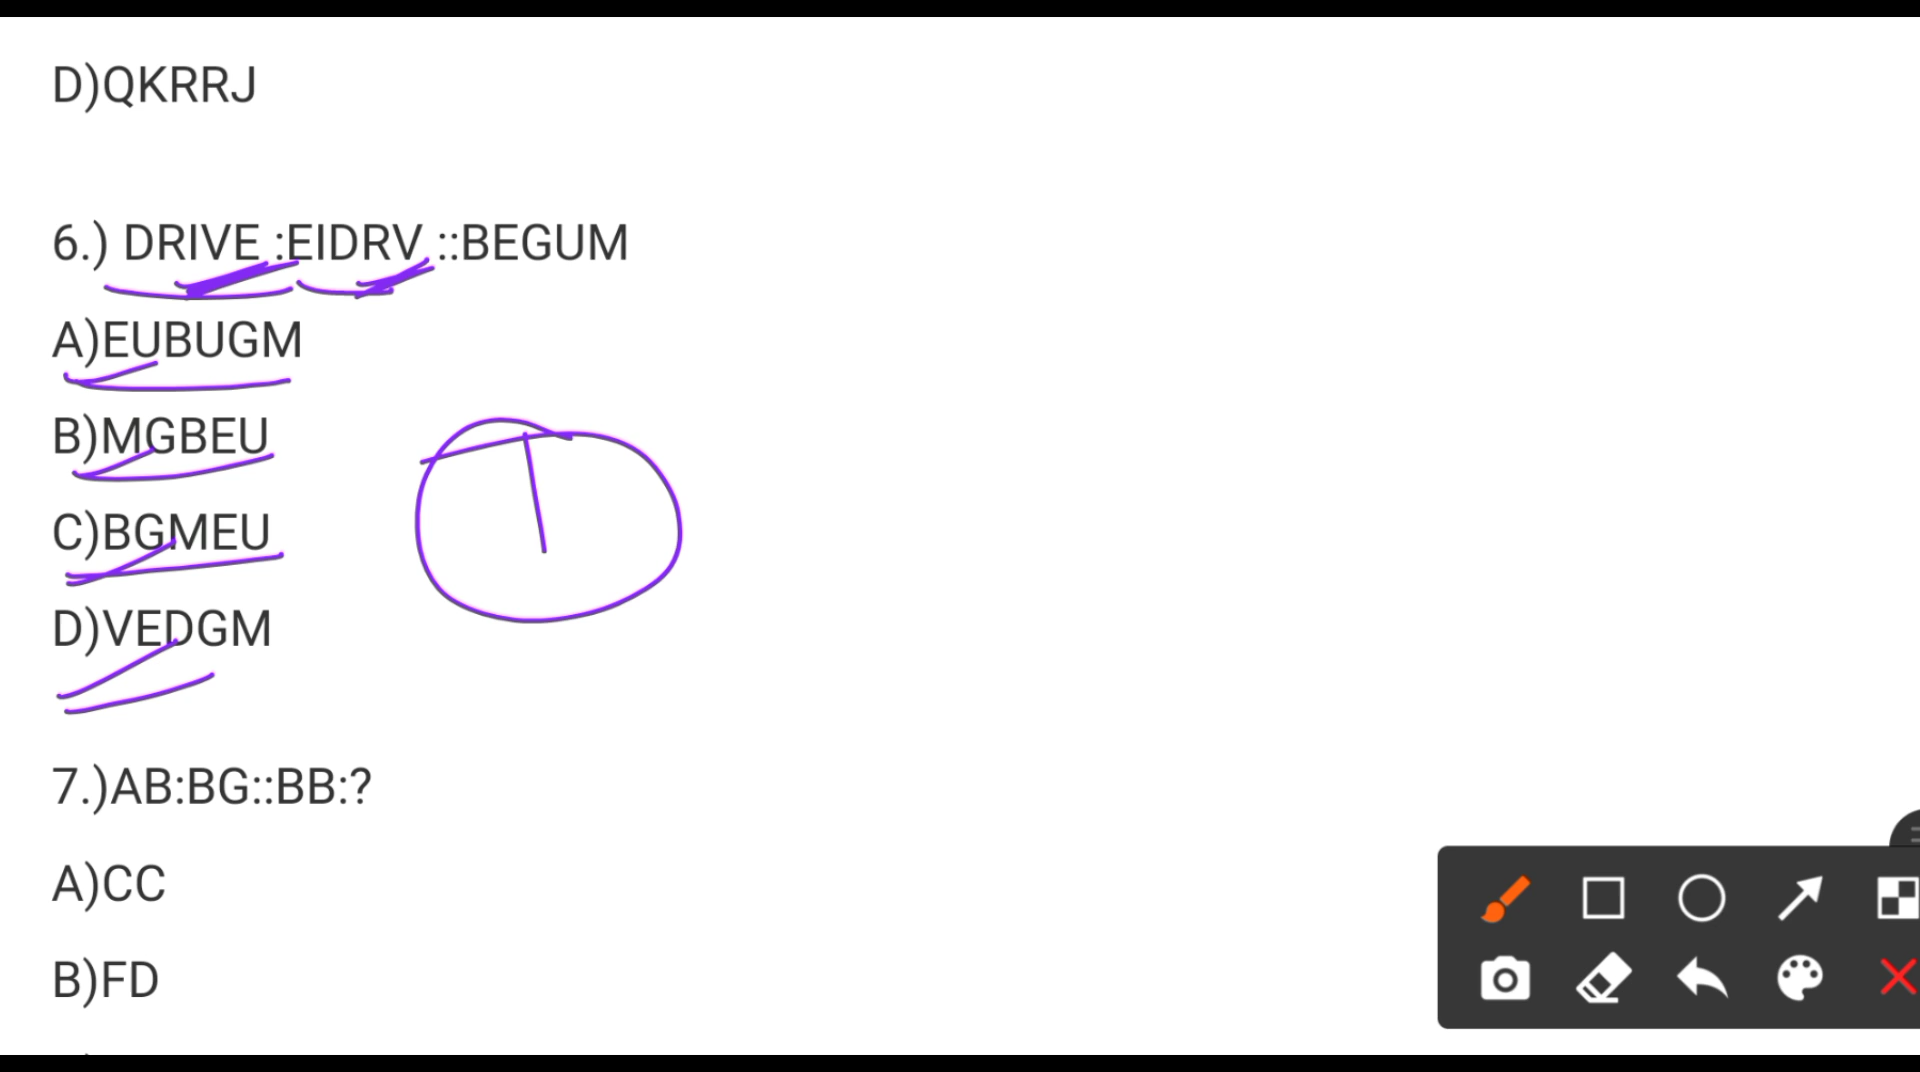 D)QKRRJ
6.) DRIVE :EIDRV ::BEGUM
A)EUBUGM
B)MGBEU
C)BGMEU
D)VEDGM
7.)AB:BG::BB:?
A)CC
B)FD